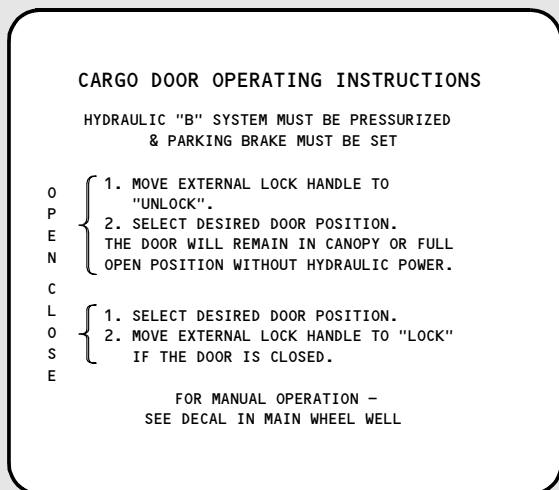 CARGO DOOR OPERATING INSTRUCTIONS
HYDRAULIC "B" SYSTEM MUST BE PRESSURIZED
& PARKING BRAKE MUST BE SET
OPEN
1. MOVE EXTERNAL LOCK HANDLE TO
"UNLOCK".
2. SELECT DESIRED DOOR POSITION.
THE DOOR WILL REMAIN IN CANOPY OR FULL
OPEN POSITION WITHOUT HYDRAULIC POWER.
CLOSE
1. SELECT DESIRED DOOR POSITION.
2. MOVE EXTERNAL LOCK HANDLE TO "LOCK"
IF THE DOOR IS CLOSED.
FOR MANUAL OPERATION –
SEE DECAL IN MAIN WHEEL WELL